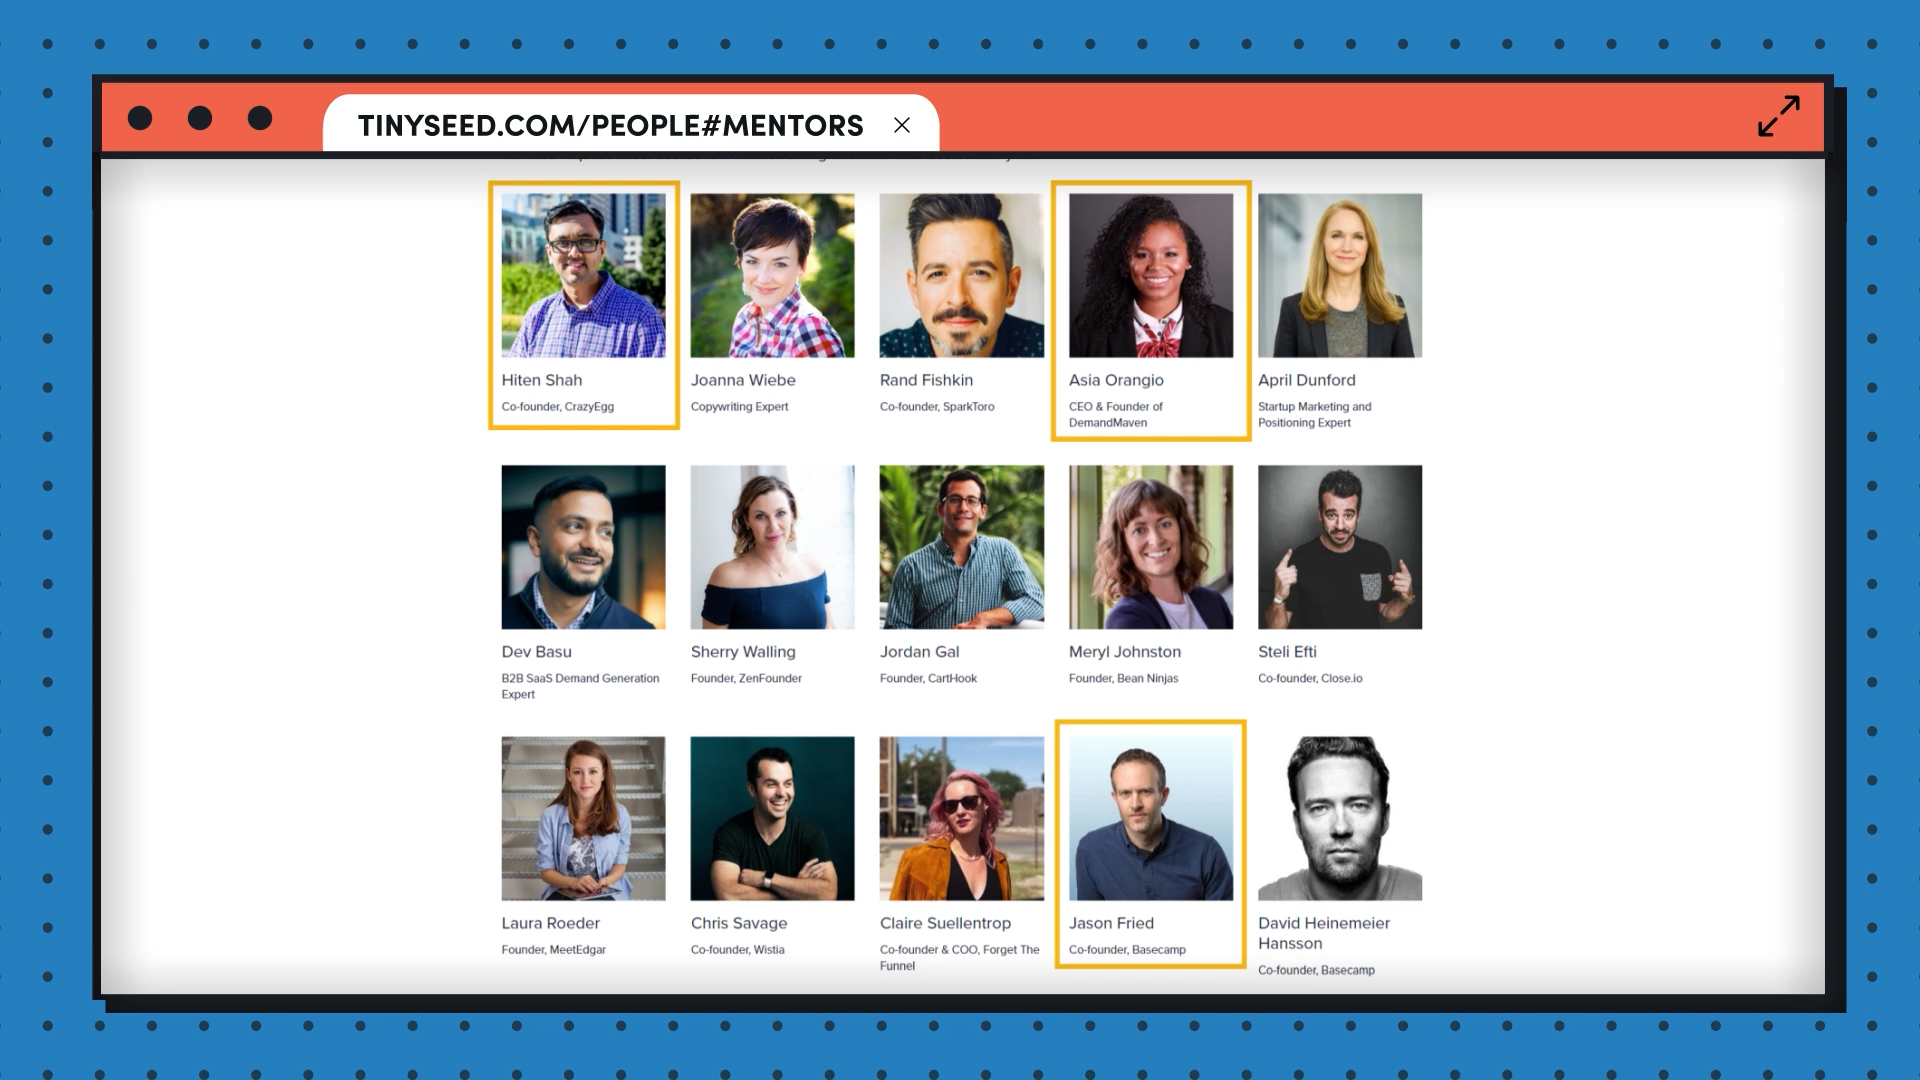 TINYSEED.COM/PEOPLE#MENTORS
Hiten Shah
Co-founder, CrazyEgg
Joanna Wiebe
Copywriting Expert
Rand Fishkin
Co-founder, SparkToro
Asia Orangio
CEO & Founder of
DemandMaven
April Dunford
Startup Marketing and
Positioning Expert
Dev Basu
B2B SaaS Demand Generation
Expert
Sherry Walling
Founder, ZenFounder
Jordan Gal
Founder, CartHook
Meryl Johnston
Founder, Bean Ninjas
Steli Efti
Co-founder, Close.io
Laura Roeder
Founder, MeetEdgar
Chris Savage
Co-founder, Wistia
Claire Suellentrop
Co-founder & COO, Forget The
Funnel
Jason Fried
Co-founder, Basecamp
David Heinemeier
Hansson
Co-founder, Basecamp